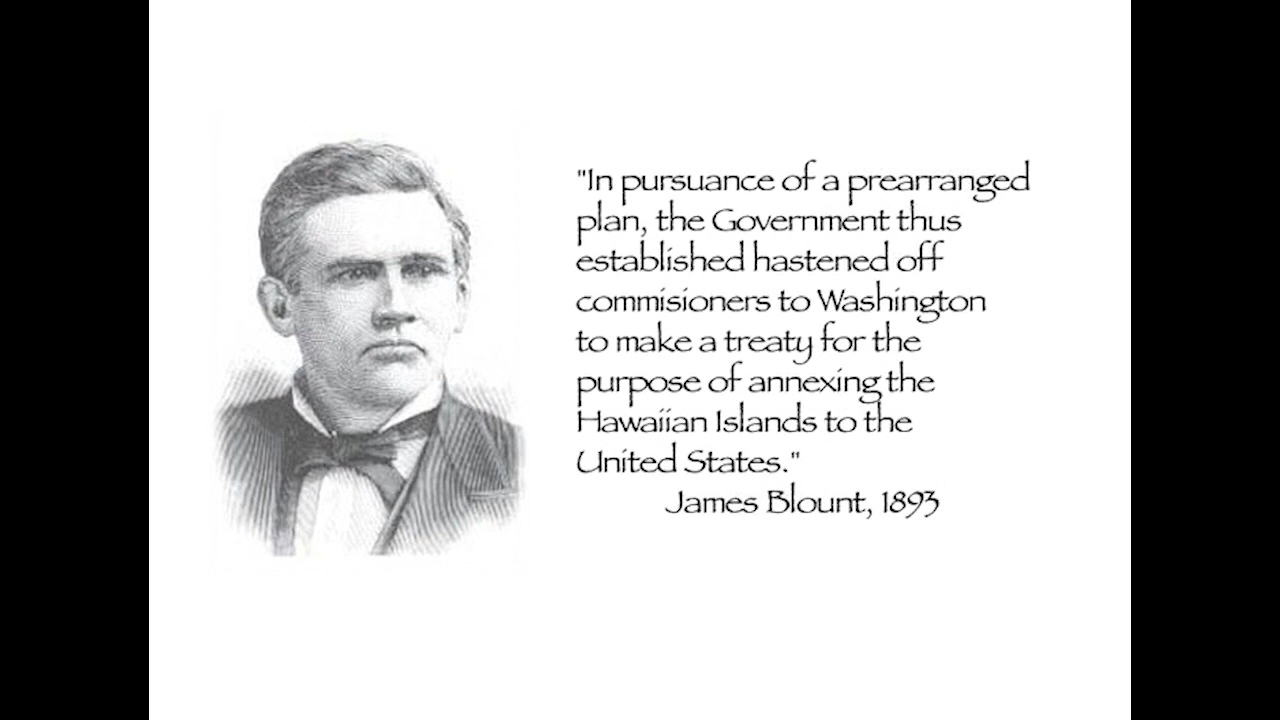 "In pursuance of a prearranged
plan, the Government thus
established hastened off
commisioners to Washington
to make a treaty for the
purpose of annexing the
Hawaiian Islands to the
United States."
James Blount, 1893